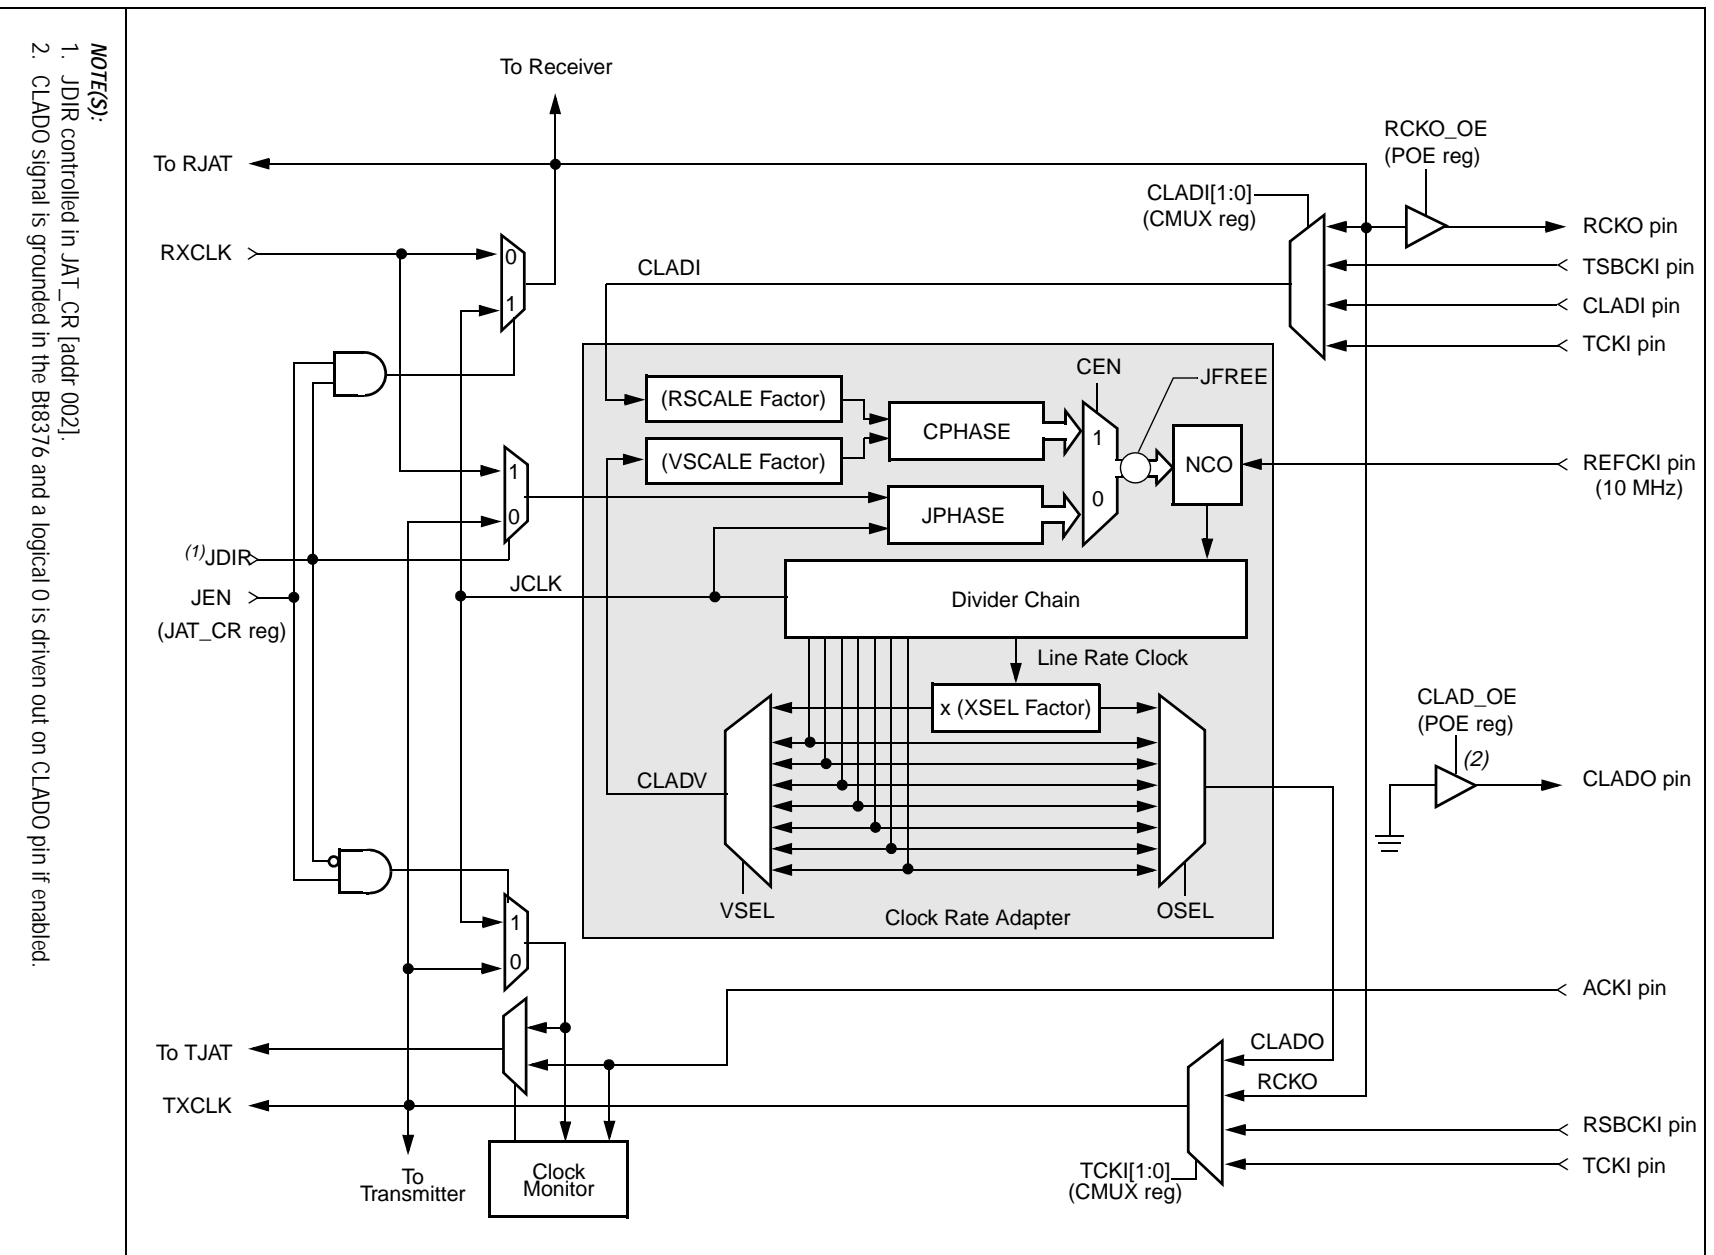 NOTE(S):
1. JDIR controlled in JAT_CR [addr 002].
2. CLADO signal is grounded in the Bt8376 and a logical 0 is driven out on CLADO pin if enabled.
To Receiver
To RJAT
RCKO_OE
(POE reg)
CLADI[1:0]
(CMUX reg)
RCKO pin
RXCLK
0
1
CLADI
TSBCKI pin
CLADI pin
TCKI pin
CEN
JFREE
(RSCALE Factor)
CPHASE
1
(VSCALE Factor)
NCO
REFCKI pin
(10 MHz)
1
0
0
JPHASE
(1)JDIR
JEN
(JAT_CR reg)
JCLK
Divider Chain
Line Rate Clock
x (XSEL Factor)
CLAD_OE
(POE reg)
(2)
CLADV
CLADO pin
VSEL
Clock Rate Adapter
OSEL
1
0
ACKI pin
To TJAT
CLADO
RCKO
TXCLK
RSBCKI pin
TCKI pin
To
Transmitter
Clock
Monitor
TCKI[1:0]
(CMUX reg)